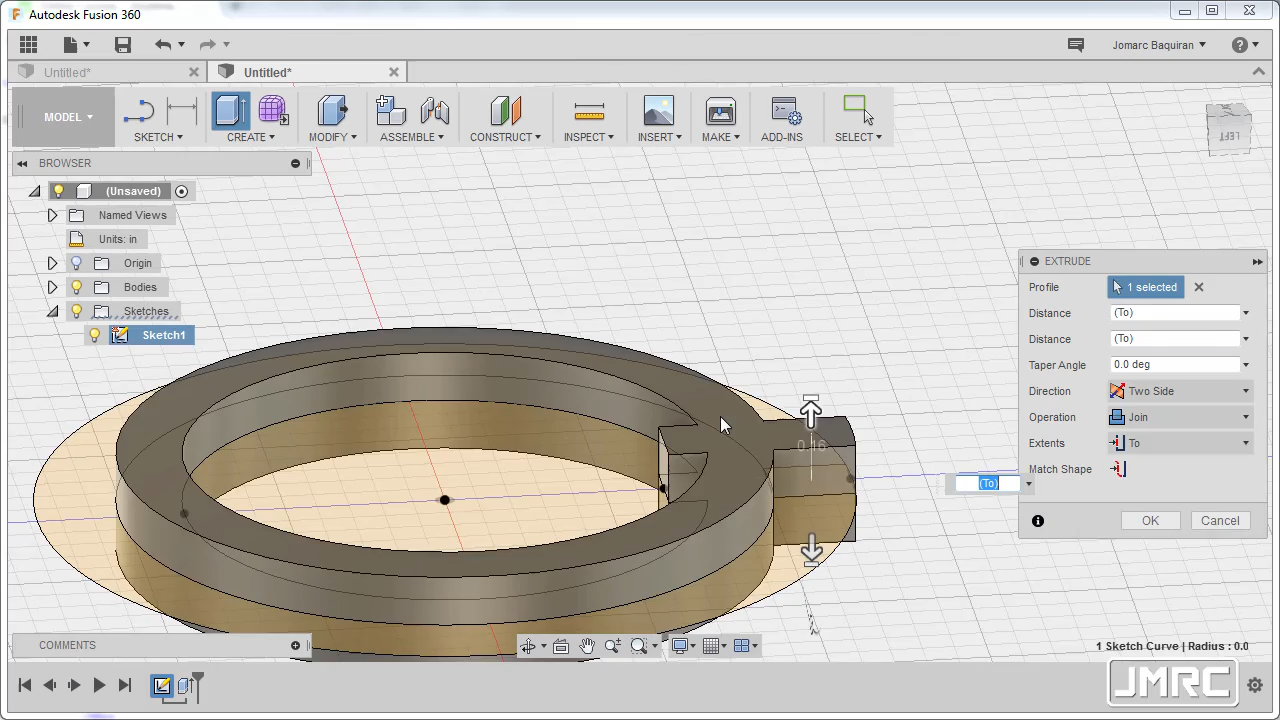 Autodesk Fusion 360
Jomarc Baquiran
Untitled*
Untitled*
MODEL
SKETCH
CREATE
MODIFY
ASSEMBLE
CONSTRUCT
INSPECT
INSERT
MAKE
ADD-INS
SELECT
LEFT
BROWSER
(Unsaved)
Named Views
Units: in
Origin
Bodies
Sketches
Sketch1
EXTRUDE
Profile 1 selected
Distance (To)
Distance (To)
Taper Angle 0.0 deg
Direction Two Side
Operation Join
Extents To
Match Shape
OK Cancel
0.16
(To)
COMMENTS
1 Sketch Curve | Radius : 0.0
JMRC